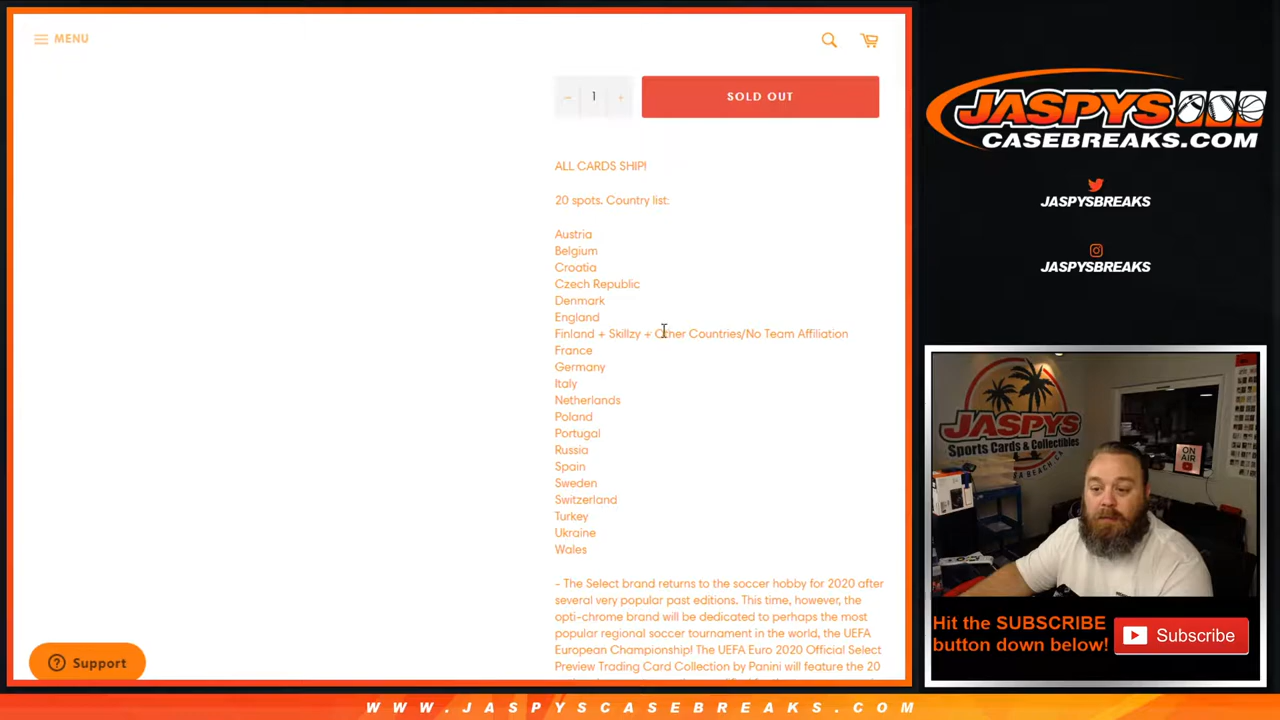 MENU
1
SOLD OUT
ALL CARDS SHIP!
20 spots. Country list:
Austria
Belgium
Croatia
Czech Republic
Denmark
England
Finland + Skillzy + Other Countries/No Team Affiliation
France
Germany
Italy
Netherlands
Poland
Portugal
Russia
Spain
Sweden
Switzerland
Turkey
Ukraine
Wales
- The Select brand returns to the soccer hobby for 2020 after
several very popular past editions. This time, however, the
opti-chrome brand will be dedicated to perhaps the most
popular regional soccer tournament in the world, the UEFA
European Championship! The UEFA Euro 2020 Official Select
Preview Trading Card Collection by Panini will feature the 20
Support
JASPYS
CASEBREAKS.COM
JASPYSBREAKS
JASPYSBREAKS
JASPYS
Sports Cards & Collectibles
ON
AIR
Hit the SUBSCRIBE
button down below!
Subscribe
WWW.JASPYSCASEBREAKS.COM